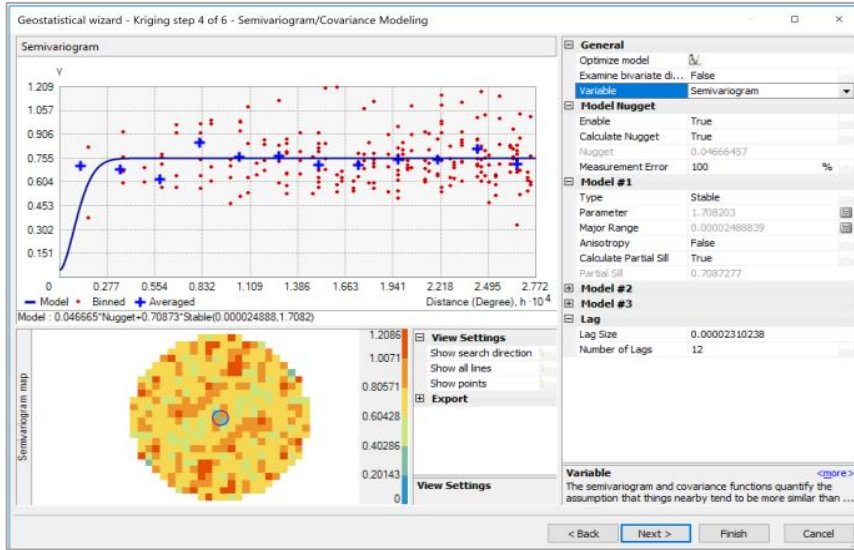 Geostatistical wizard - Kriging step 4 of 6 - Semivariogram/Covariance Modeling
Semivariogram
γ
1.209
1.057
0.906
0.755
0.604
0.453
0.302
0.151
0 0.277 0.554 0.832 1.109 1.386 1.663 1.941 2.218 2.495 2.772
Model Binned Averaged Distance (Degree), h ·10⁴
Model : 0.046665*Nugget+0.70873*Stable(0.000024888,1.7082)
Semivariogram map
1.2086
1.0071
0.80571
0.60428
0.40286
0.20143
0
View Settings
Show search direction
Show all lines
Show points
Export
View Settings
General
Optimize model
Examine bivariate di... False
Variable Semivariogram
Model Nugget
Enable True
Calculate Nugget True
Nugget 0.04666457
Measurement Error 100 %
Model #1
Type Stable
Parameter 1.708203
Major Range 0.00002488839
Anisotropy False
Calculate Partial Sill True
Partial Sill 0.7087277
Model #2
Model #3
Lag
Lag Size 0.00002310238
Number of Lags 12
Variable <more>
The semivariogram and covariance functions quantify the
assumption that things nearby tend to be more similar than ...
< Back Next > Finish Cancel